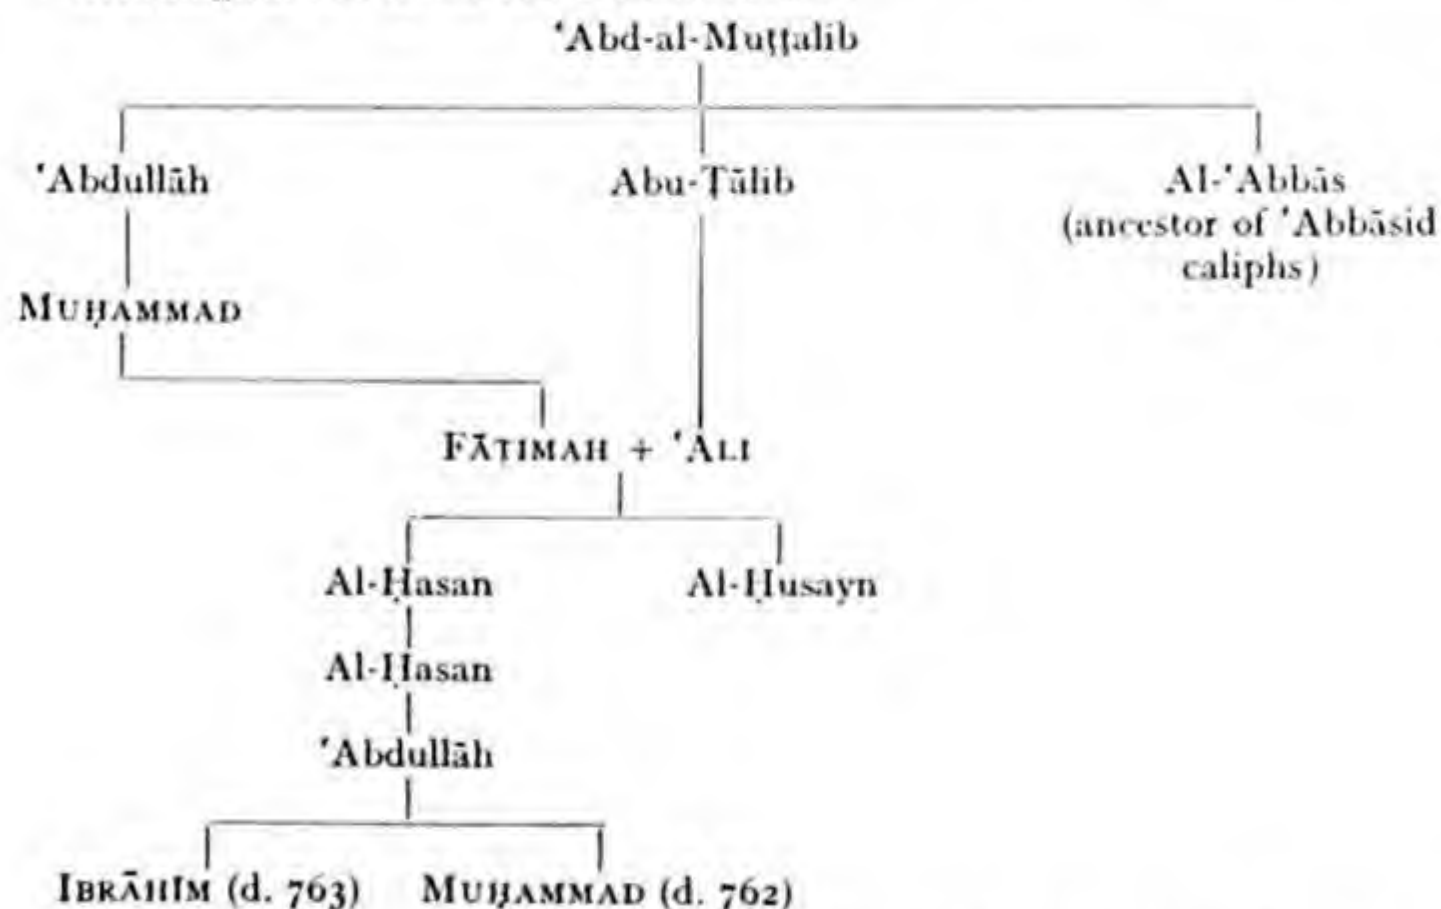 ‘Abd-al-Muṭṭalib
‘Abdullāh Abu-Ṭālib Al-‘Abbās
(ancestor of ‘Abbāsid
caliphs)
MUḤAMMAD
FĀṬIMAH + ‘ALI
Al-Ḥasan Al-Ḥusayn
Al-Ḥasan
‘Abdullāh
IBRĀHĪM (d. 763) MUḤAMMAD (d. 762)